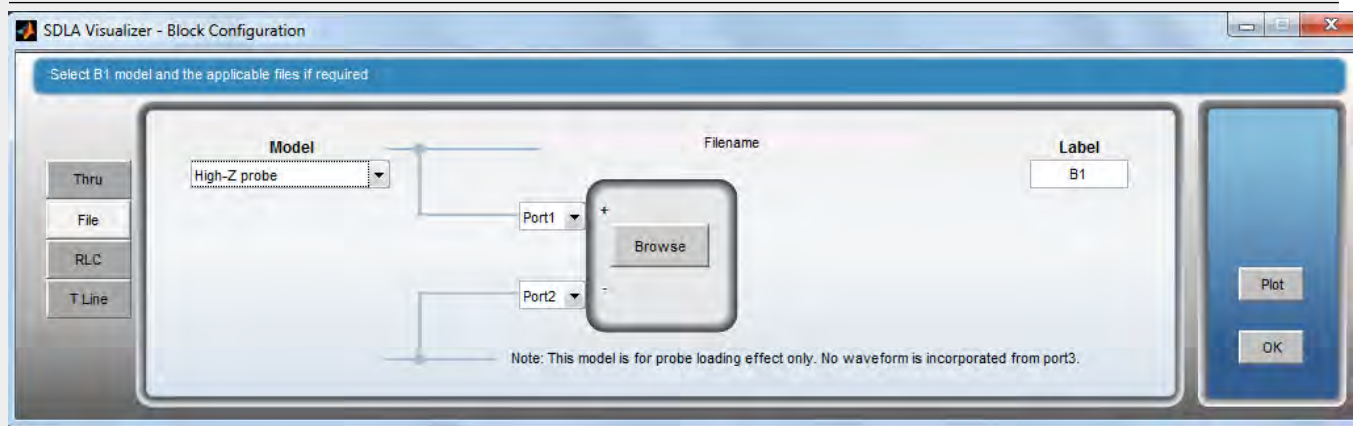 SDLA Visualizer - Block Configuration
Select B1 model and the applicable files if required
Thru
File
RLC
T Line
Model
High-Z probe
Filename
Label
B1
Port1
+
Browse
Port2
-
Note: This model is for probe loading effect only. No waveform is incorporated from port3.
Plot
OK